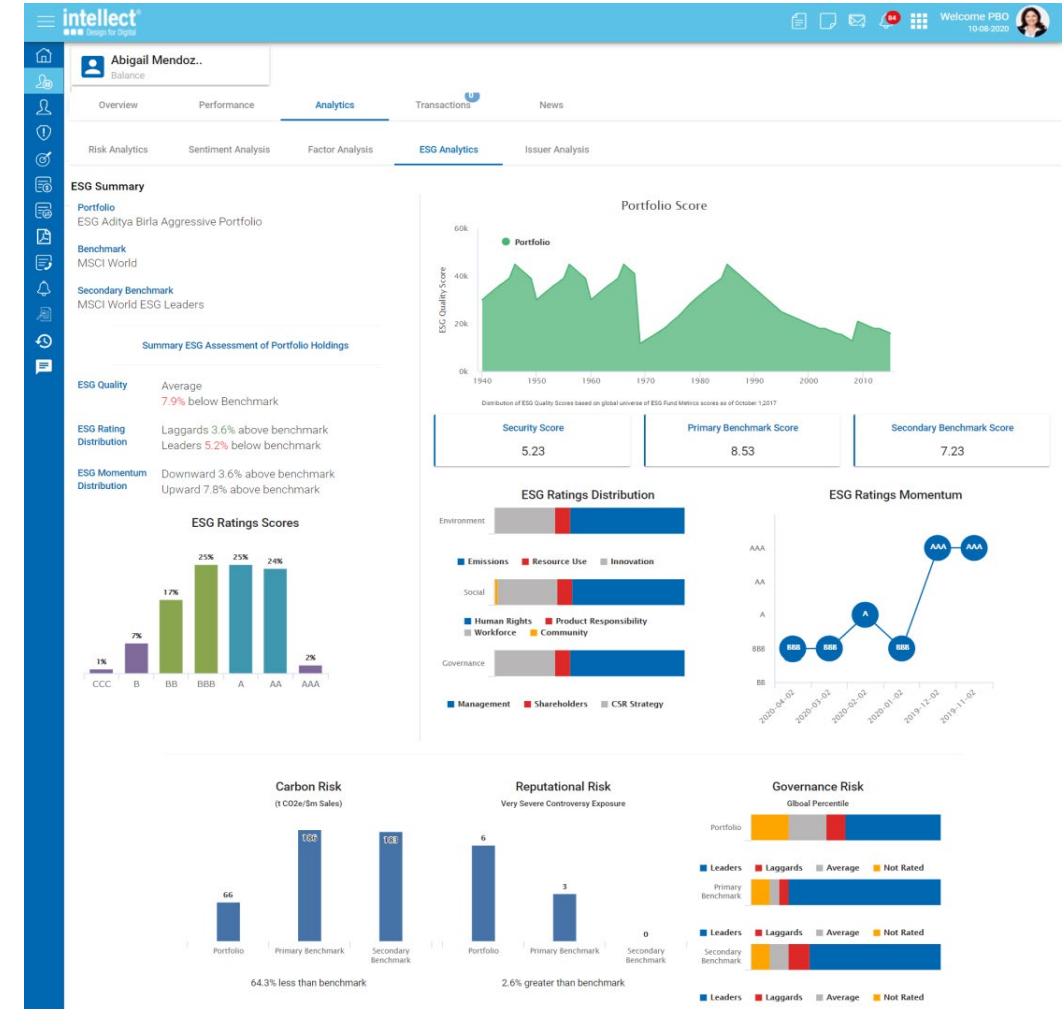 intellect
Design for Digital
84
Welcome PBO
10-08-2020
Abigail Mendoz..
Balance
Overview
Performance
Analytics
Transactions
0
News
Risk Analytics
Sentiment Analysis
Factor Analysis
ESG Analytics
Issuer Analysis
ESG Summary
Portfolio
ESG Aditya Birla Aggressive Portfolio
Benchmark
MSCI World
Secondary Benchmark
MSCI World ESG Leaders
Summary ESG Assessment of Portfolio Holdings
ESG Quality
Average
7.9% below Benchmark
ESG Rating
Distribution
Laggards 3.6% above benchmark
Leaders 5.2% below benchmark
ESG Momentum
Distribution
Downward 3.6% above benchmark
Upward 7.8% above benchmark
ESG Ratings Scores
1%
7%
17%
25%
25%
24%
2%
CCC
B
BB
BBB
A
AA
AAA
Portfolio Score
Portfolio
ESG Quality Score
60k
40k
20k
0k
1940
1950
1960
1970
1980
1990
2000
2010
Distribution of ESG Quality Scores based on global universe of ESG Fund Metrics scores as of October 1,2017
Security Score
5.23
Primary Benchmark Score
8.53
Secondary Benchmark Score
7.23
ESG Ratings Distribution
Environment
Emissions
Resource Use
Innovation
Social
Human Rights
Product Responsibility
Workforce
Community
Governance
Management
Shareholders
CSR Strategy
ESG Ratings Momentum
AAA
AA
A
BBB
BB
BBB
BBB
A
BBB
AAA
AAA
2020-04-02
2020-03-02
2020-02-02
2020-01-02
2019-12-02
2019-11-02
Carbon Risk
(t CO2e/$m Sales)
66
186
183
Portfolio
Primary Benchmark
Secondary
Benchmark
64.3% less than benchmark
Reputational Risk
Very Severe Controversy Exposure
6
3
0
Portfolio
Primary Benchmark
Secondary
Benchmark
2.6% greater than benchmark
Governance Risk
Glboal Percentile
Portfolio
Leaders
Laggards
Average
Not Rated
Primary
Benchmark
Leaders
Laggards
Average
Not Rated
Secondary
Benchmark
Leaders
Laggards
Average
Not Rated